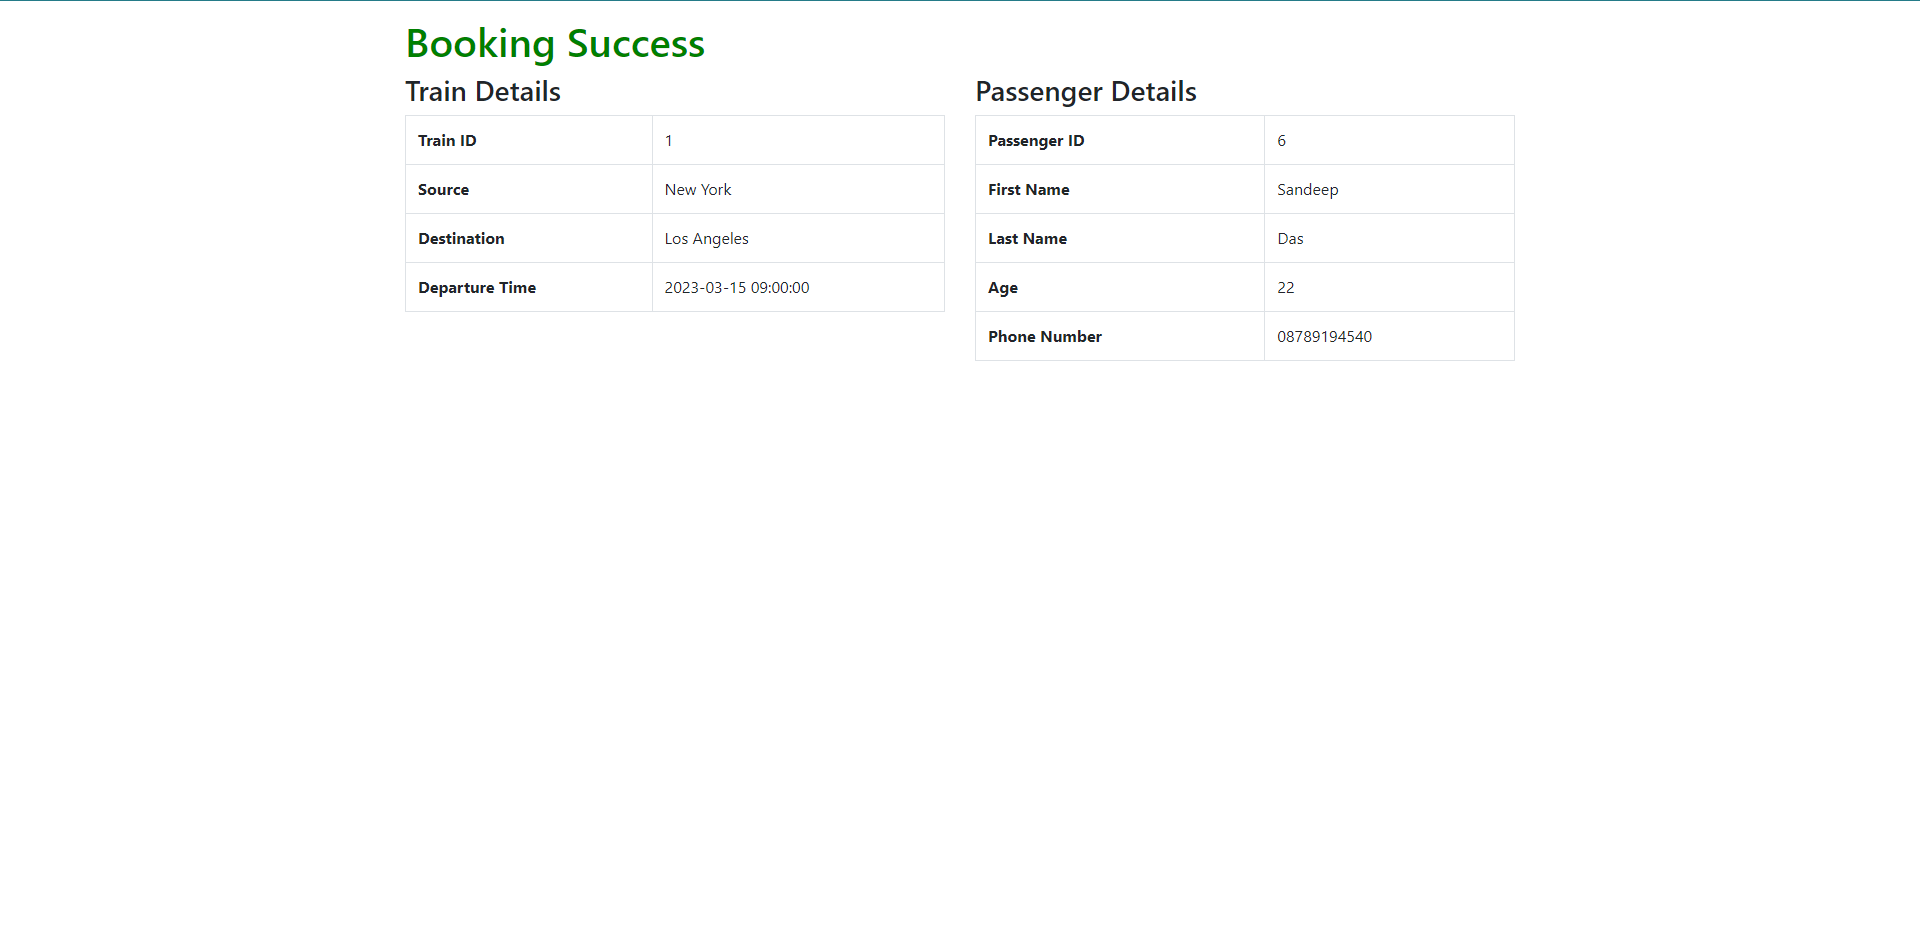 Booking Success
Train Details
Train ID 1
Source New York
Destination Los Angeles
Departure Time 2023-03-15 09:00:00
Passenger Details
Passenger ID 6
First Name Sandeep
Last Name Das
Age 22
Phone Number 08789194540